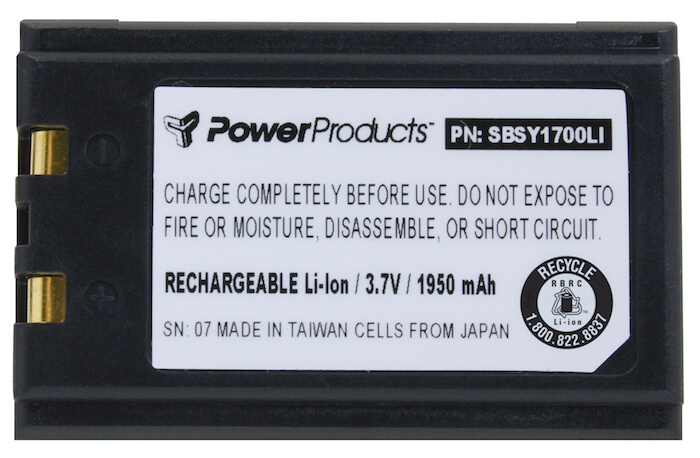 PowerProducts™ PN: SBSY1700LI
CHARGE COMPLETELY BEFORE USE. DO NOT EXPOSE TO
FIRE OR MOISTURE, DISASSEMBLE, OR SHORT CIRCUIT.
RECHARGEABLE Li-Ion / 3.7V / 1950 mAh
SN: 07 MADE IN TAIWAN CELLS FROM JAPAN
RECYCLE
RBRC
Li-ion
1.800.822.8837